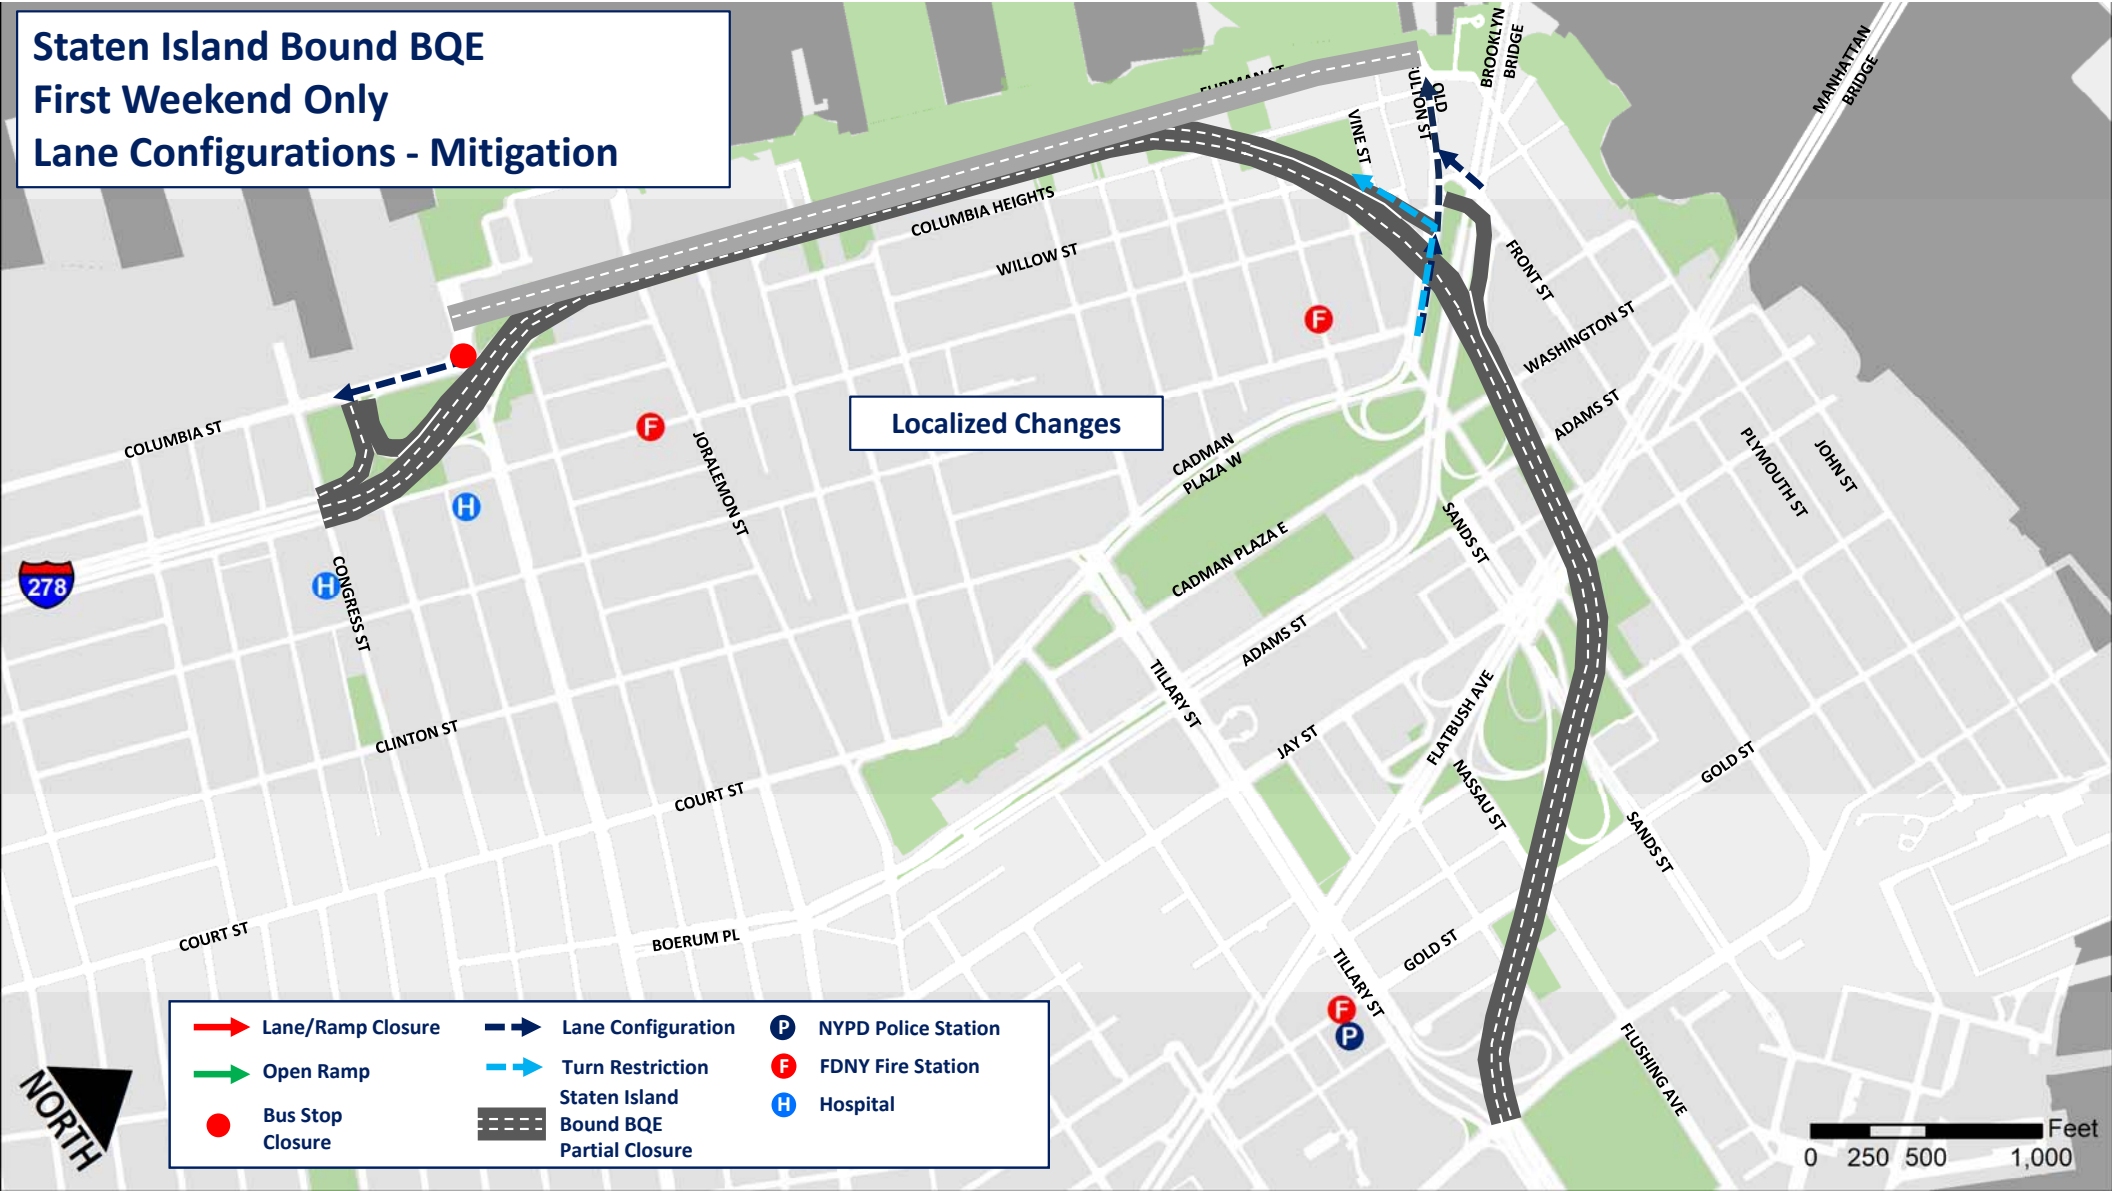 Staten Island Bound BQE
First Weekend Only
Lane Configurations - Mitigation
BROOKLYN
BRIDGE
MANHATTAN
BRIDGE
FURMAN ST
OLD
FULTON ST
VINE ST
COLUMBIA HEIGHTS
WILLOW ST
FRONT ST
WASHINGTON ST
F
Localized Changes
ADAMS ST
COLUMBIA ST
F
JORALEMON ST
CADMAN
PLAZA W
PLYMOUTH ST
JOHN ST
H
SANDS ST
CADMAN PLAZA E
278
H
CONGRESS ST
ADAMS ST
TILLARY ST
FLATBUSH AVE
CLINTON ST
JAY ST
GOLD ST
NASSAU ST
COURT ST
SANDS ST
COURT ST
BOERUM PL
GOLD ST
TILLARY ST
F
P
FLUSHING AVE
NORTH
Lane/Ramp Closure
Open Ramp
Bus Stop
Closure
Lane Configuration
Turn Restriction
Staten Island
Bound BQE
Partial Closure
P NYPD Police Station
F FDNY Fire Station
H Hospital
Feet
0 250 500 1,000